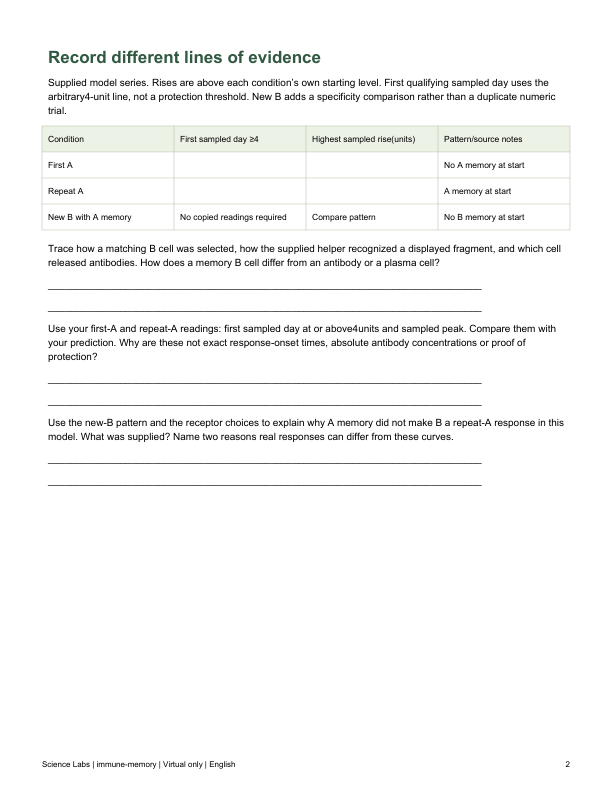 Record different lines of evidence
Supplied model series. Rises are above each condition's own starting level. First qualifying sampled day uses the
arbitrary4-unit line, not a protection threshold. New B adds a specificity comparison rather than a duplicate numeric
trial.
Condition First sampled day ≥4 Highest sampled rise(units) Pattern/source notes
First A No A memory at start
Repeat A A memory at start
New B with A memory No copied readings required Compare pattern No B memory at start
Trace how a matching B cell was selected, how the supplied helper recognized a displayed fragment, and which cell
released antibodies. How does a memory B cell differ from an antibody or a plasma cell?
Use your first-A and repeat-A readings: first sampled day at or above4units and sampled peak. Compare them with
your prediction. Why are these not exact response-onset times, absolute antibody concentrations or proof of
protection?
Use the new-B pattern and the receptor choices to explain why A memory did not make B a repeat-A response in this
model. What was supplied? Name two reasons real responses can differ from these curves.
Science Labs | immune-memory | Virtual only | English 2